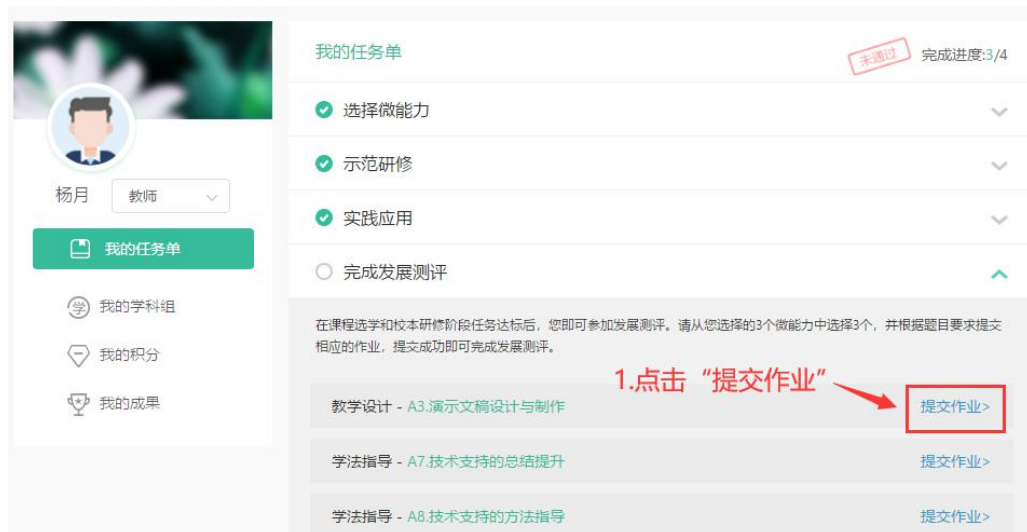 我的任务单
未通过
完成进度:3/4
选择微能力
示范研修
杨月
教师
实践应用
我的任务单
完成发展测评
我的学科组
我的积分
我的成果
在课程选学和校本研修阶段任务达标后，您即可参加发展测评。请从您选择的3个微能力中选择3个，并根据题目要求提交
相应的作业，提交成功即可完成发展测评。
1.点击“提交作业”
教学设计 - A3.演示文稿设计与制作
提交作业>
学法指导 - A7.技术支持的总结提升
提交作业>
学法指导 - A8.技术支持的方法指导
提交作业>